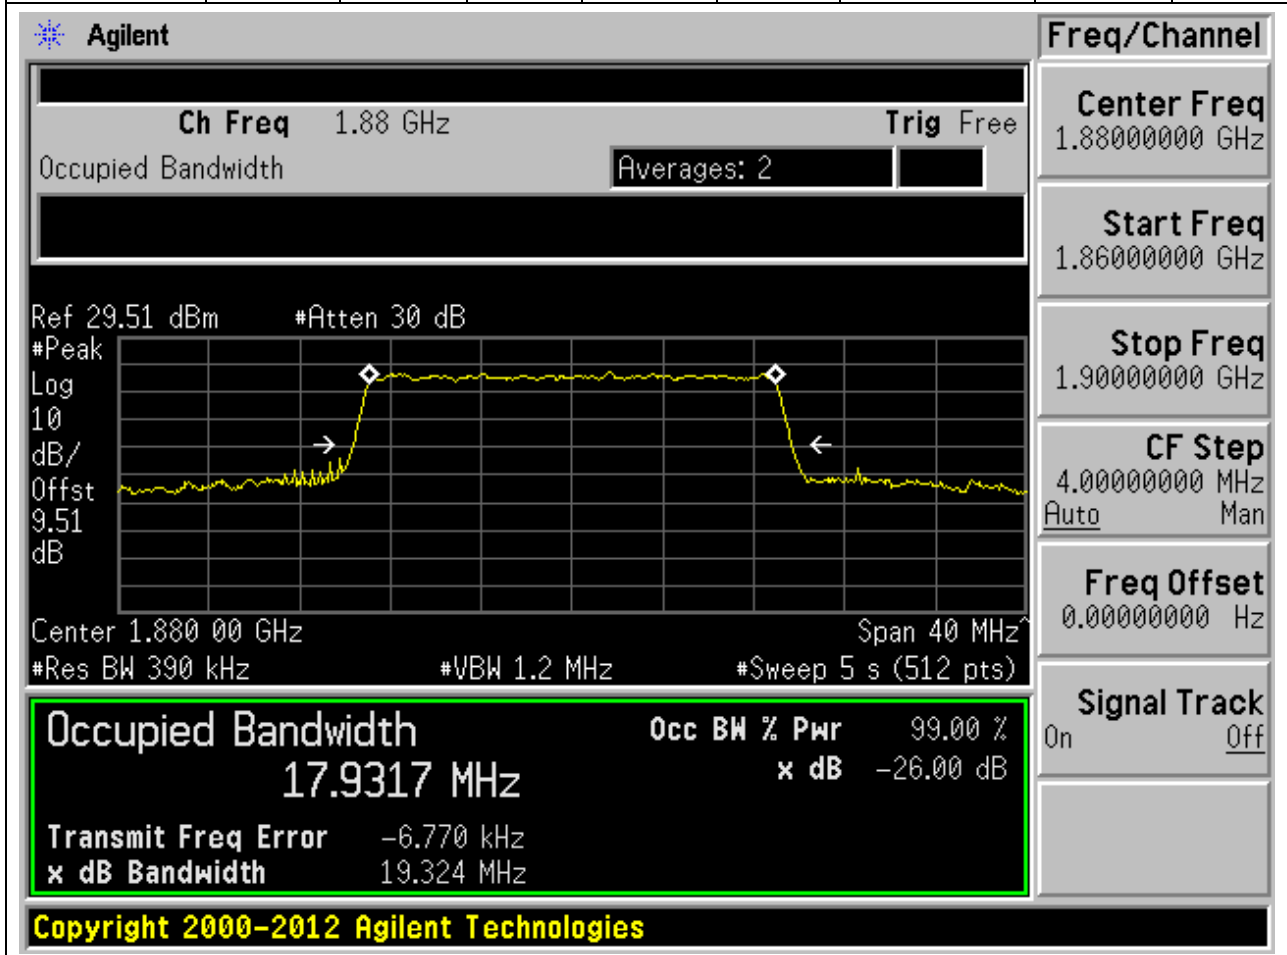 Agilent
Freq/Channel
Ch Freq 1.88 GHz Trig Free
Occupied Bandwidth Averages: 2
Center Freq
1.88000000 GHz
Start Freq
1.86000000 GHz
Stop Freq
1.90000000 GHz
CF Step
4.00000000 MHz
Auto Man
Freq Offset
0.00000000 Hz
Signal Track
On Off
Ref 29.51 dBm #Atten 30 dB
#Peak
Log
10
dB/
Offst
9.51
dB
Center 1.880 00 GHz Span 40 MHz^
#Res BW 390 kHz #VBW 1.2 MHz #Sweep 5 s (512 pts)
Occupied Bandwidth Occ BW % Pwr 99.00 %
17.9317 MHz x dB -26.00 dB
Transmit Freq Error -6.770 kHz
x dB Bandwidth 19.324 MHz
Copyright 2000-2012 Agilent Technologies